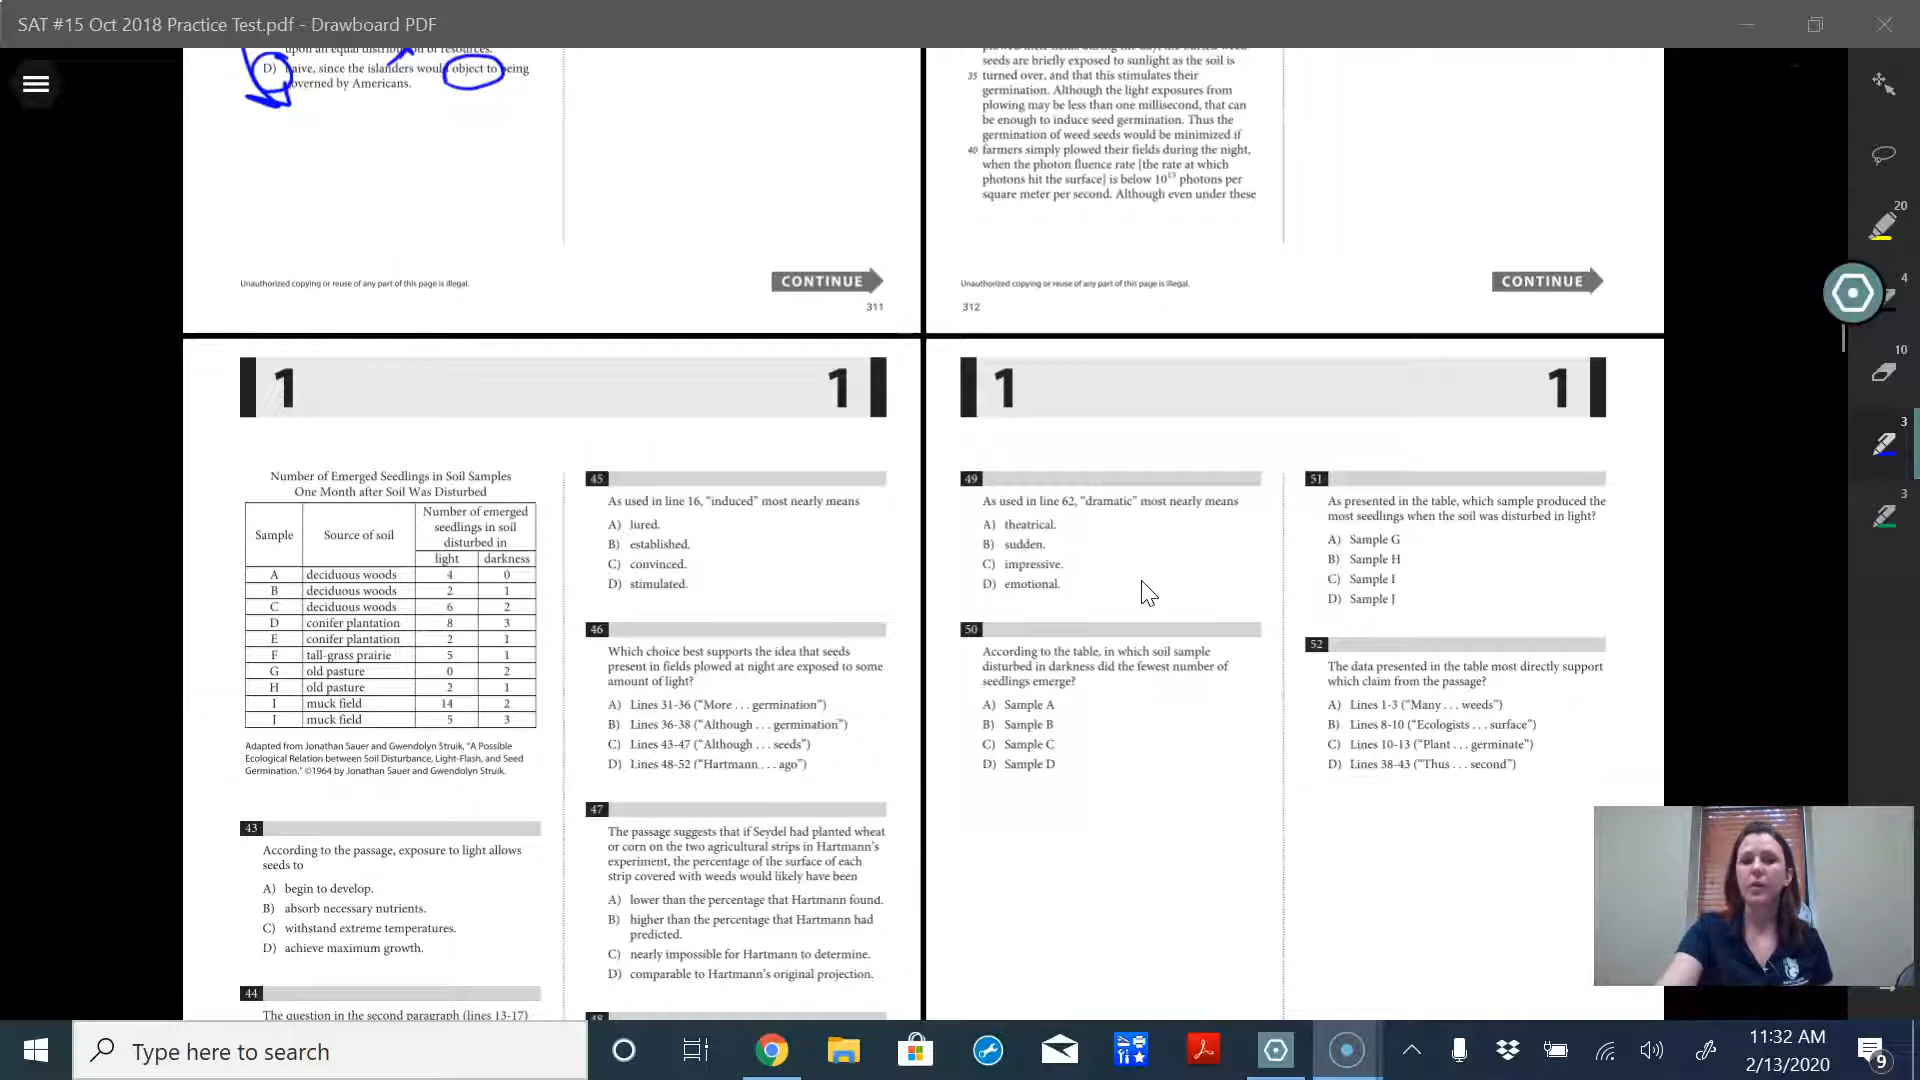 SAT #15 Oct 2018 Practice Test.pdf - Drawboard PDF
upon an equal distribution of resources.
D) naive, since the islanders would object to being
governed by Americans.
Unauthorized copying or reuse of any part of this page is illegal.
CONTINUE
311
plowed their fields during the day, the buried weed
seeds are briefly exposed to sunlight as the soil is
35 turned over, and that this stimulates their
germination. Although the light exposures from
plowing may be less than one millisecond, that can
be enough to induce seed germination. Thus the
germination of weed seeds would be minimized if
40 farmers simply plowed their fields during the night,
when the photon fluence rate [the rate at which
photons hit the surface] is below 10¹⁵ photons per
square meter per second. Although even under these
Unauthorized copying or reuse of any part of this page is illegal.
CONTINUE
312
1 1
Number of Emerged Seedlings in Soil Samples
One Month after Soil Was Disturbed
Sample Source of soil Number of emerged
seedlings in soil
disturbed in
light darkness
A deciduous woods 4 0
B deciduous woods 2 1
C deciduous woods 6 2
D conifer plantation 8 3
E conifer plantation 2 1
F tall-grass prairie 5 1
G old pasture 0 2
H old pasture 2 1
I muck field 14 2
J muck field 5 3
Adapted from Jonathan Sauer and Gwendolyn Struik, "A Possible
Ecological Relation between Soil Disturbance, Light-Flash, and Seed
Germination." ©1964 by Jonathan Sauer and Gwendolyn Struik.
43
According to the passage, exposure to light allows
seeds to
A) begin to develop.
B) absorb necessary nutrients.
C) withstand extreme temperatures.
D) achieve maximum growth.
44
The question in the second paragraph (lines 13-17)
45
As used in line 16, "induced" most nearly means
A) lured.
B) established.
C) convinced.
D) stimulated.
46
Which choice best supports the idea that seeds
present in fields plowed at night are exposed to some
amount of light?
A) Lines 31-36 ("More . . . germination")
B) Lines 36-38 ("Although . . . germination")
C) Lines 43-47 ("Although . . . seeds")
D) Lines 48-52 ("Hartmann . . . ago")
47
The passage suggests that if Seydel had planted wheat
or corn on the two agricultural strips in Hartmann's
experiment, the percentage of the surface of each
strip covered with weeds would likely have been
A) lower than the percentage that Hartmann found.
B) higher than the percentage that Hartmann had
predicted.
C) nearly impossible for Hartmann to determine.
D) comparable to Hartmann's original projection.
48
1 1
49
As used in line 62, "dramatic" most nearly means
A) theatrical.
B) sudden.
C) impressive.
D) emotional.
50
According to the table, in which soil sample
disturbed in darkness did the fewest number of
seedlings emerge?
A) Sample A
B) Sample B
C) Sample C
D) Sample D
51
As presented in the table, which sample produced the
most seedlings when the soil was disturbed in light?
A) Sample G
B) Sample H
C) Sample I
D) Sample J
52
The data presented in the table most directly support
which claim from the passage?
A) Lines 1-3 ("Many . . . weeds")
B) Lines 8-10 ("Ecologists . . . surface")
C) Lines 10-13 ("Plant . . . germinate")
D) Lines 38-43 ("Thus . . . second")
20
4
10
3
3
Type here to search
11:32 AM
2/13/2020
9